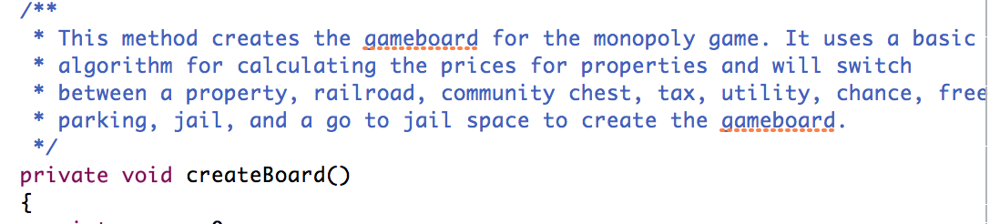 /**
* This method creates the gameboard for the monopoly game. It uses a basic
* algorithm for calculating the prices for properties and will switch
* between a property, railroad, community chest, tax, utility, chance, free
* parking, jail, and a go to jail space to create the gameboard.
*/
private void createBoard()
{